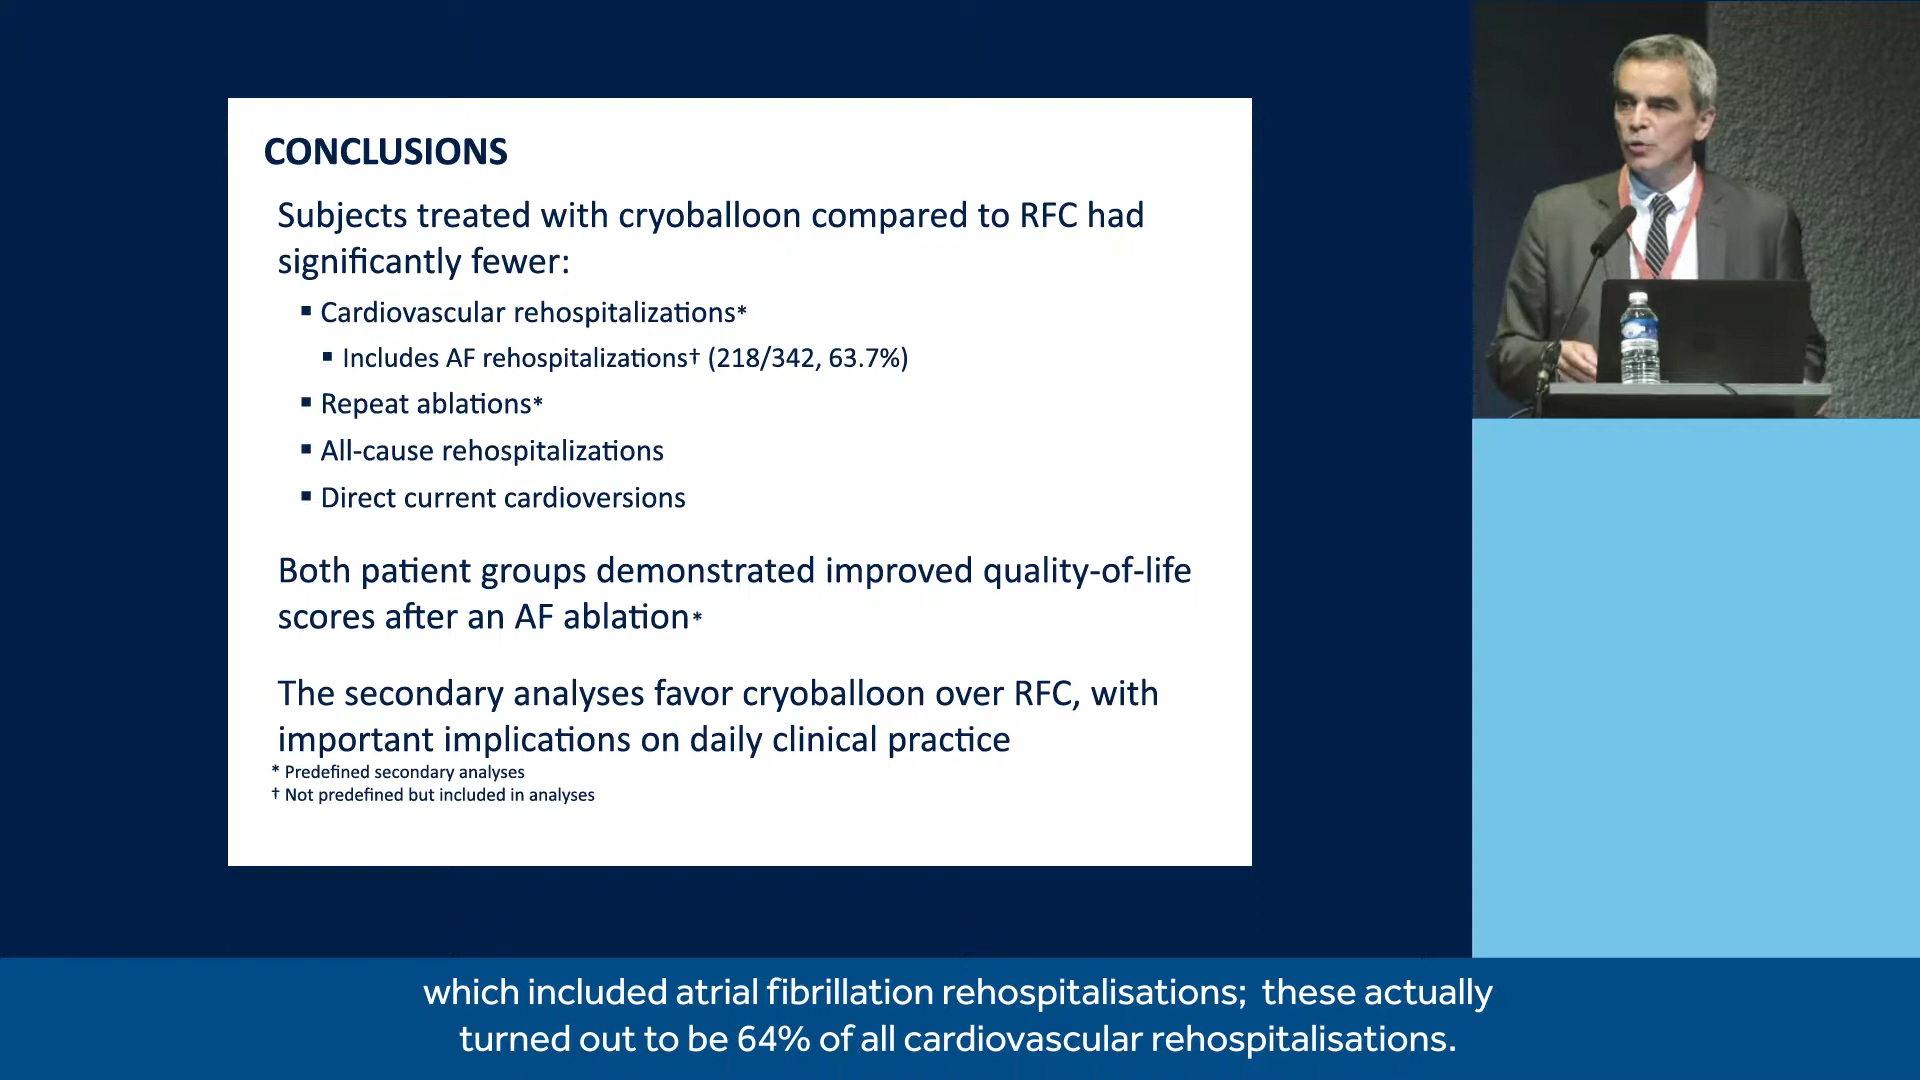 CONCLUSIONS
Subjects treated with cryoballoon compared to RFC had
significantly fewer:
▪ Cardiovascular rehospitalizations*
▪ Includes AF rehospitalizations† (218/342, 63.7%)
▪ Repeat ablations*
▪ All-cause rehospitalizations
▪ Direct current cardioversions
Both patient groups demonstrated improved quality-of-life
scores after an AF ablation*
The secondary analyses favor cryoballoon over RFC, with
important implications on daily clinical practice
* Predefined secondary analyses
† Not predefined but included in analyses
which included atrial fibrillation rehospitalisations; these actually
turned out to be 64% of all cardiovascular rehospitalisations.